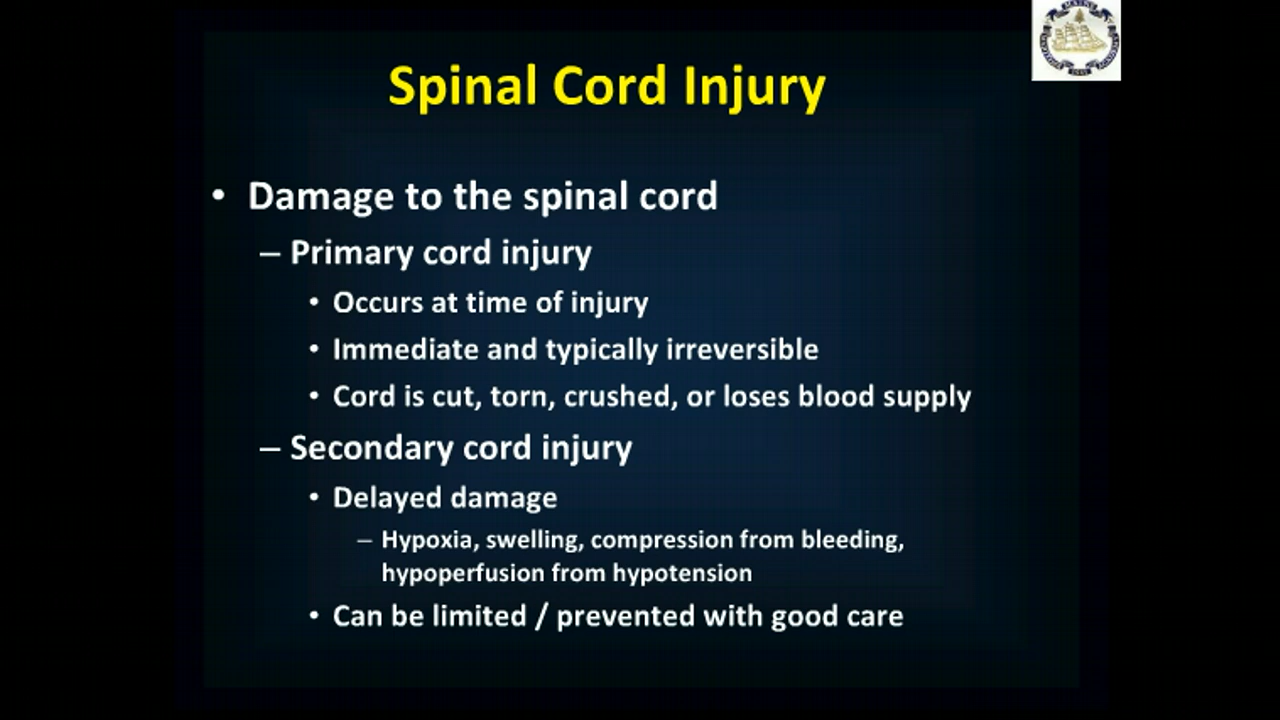 Spinal Cord Injury
• Damage to the spinal cord
– Primary cord injury
• Occurs at time of injury
• Immediate and typically irreversible
• Cord is cut, torn, crushed, or loses blood supply
– Secondary cord injury
• Delayed damage
– Hypoxia, swelling, compression from bleeding,
hypoperfusion from hypotension
• Can be limited / prevented with good care